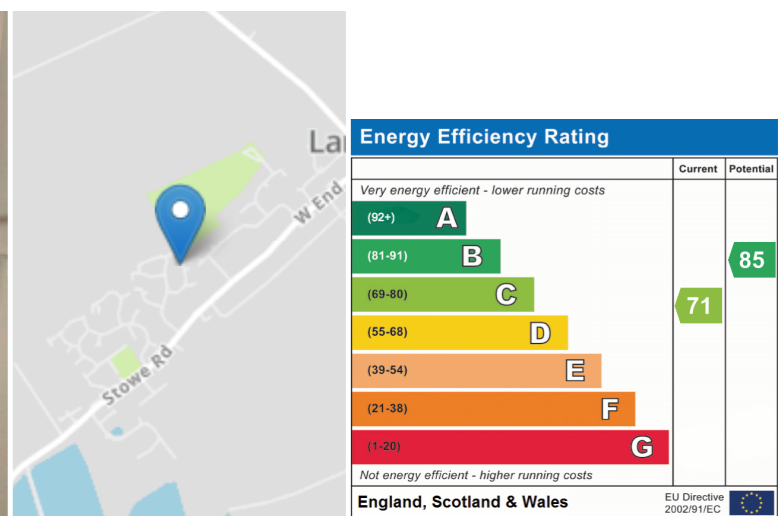 La
W End
Stowe Rd
Energy Efficiency Rating
Current Potential
Very energy efficient - lower running costs
(92+) A
(81-91) B
85
(69-80) C
71
(55-68) D
(39-54) E
(21-38) F
(1-20) G
Not energy efficient - higher running costs
England, Scotland & Wales
EU Directive
2002/91/EC